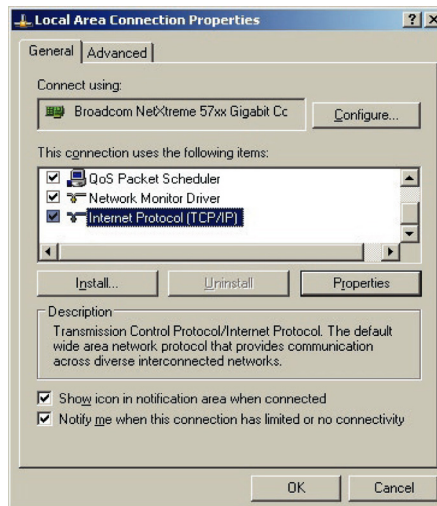 Local Area Connection Properties
General Advanced
Connect using:
Broadcom NetXtreme 57xx Gigabit Cc Configure...
This connection uses the following items:
QoS Packet Scheduler
Network Monitor Driver
Internet Protocol (TCP/IP)
Install... Uninstall Properties
Description
Transmission Control Protocol/Internet Protocol. The default
wide area network protocol that provides communication
across diverse interconnected networks.
Show icon in notification area when connected
Notify me when this connection has limited or no connectivity
OK Cancel